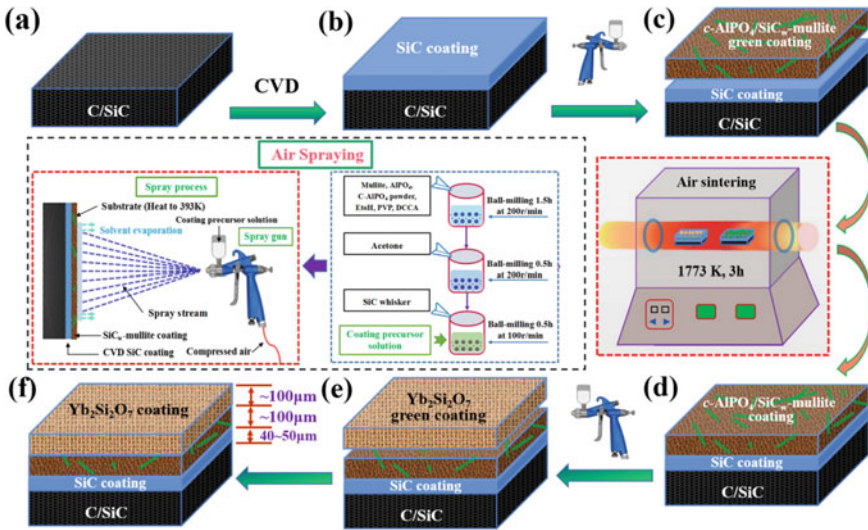 (a)
C/SiC
CVD
(b)
SiC coating
C/SiC
(c)
c-AlPO₄/SiCw-mullite
green coating
SiC coating
C/SiC
Air Spraying
Spray process
Substrate (Heat to 393K)
Solvent evaporation
Coating precursor solution
Spray gun
Spray stream
SiCw-mullite coating
CVD SiC coating
Compressed air
Mullite, AlPO₄,
C-AlPO₄ powder,
EtoH, PVP, DCCA
Ball-milling 1.5h
at 200r/min
Acetone
Ball-milling 0.5h
at 200r/min
SiC whisker
Ball-milling 0.5h
at 100r/min
Coating precursor
solution
Air sintering
1773 K, 3h
(f)
Yb₂Si₂O₇ coating
~100μm
~100μm
40~50μm
SiC coating
C/SiC
(e)
Yb₂Si₂O₇
green coating
SiC coating
C/SiC
(d)
c-AlPO₄/SiCw-mullite
coating
SiC coating
C/SiC